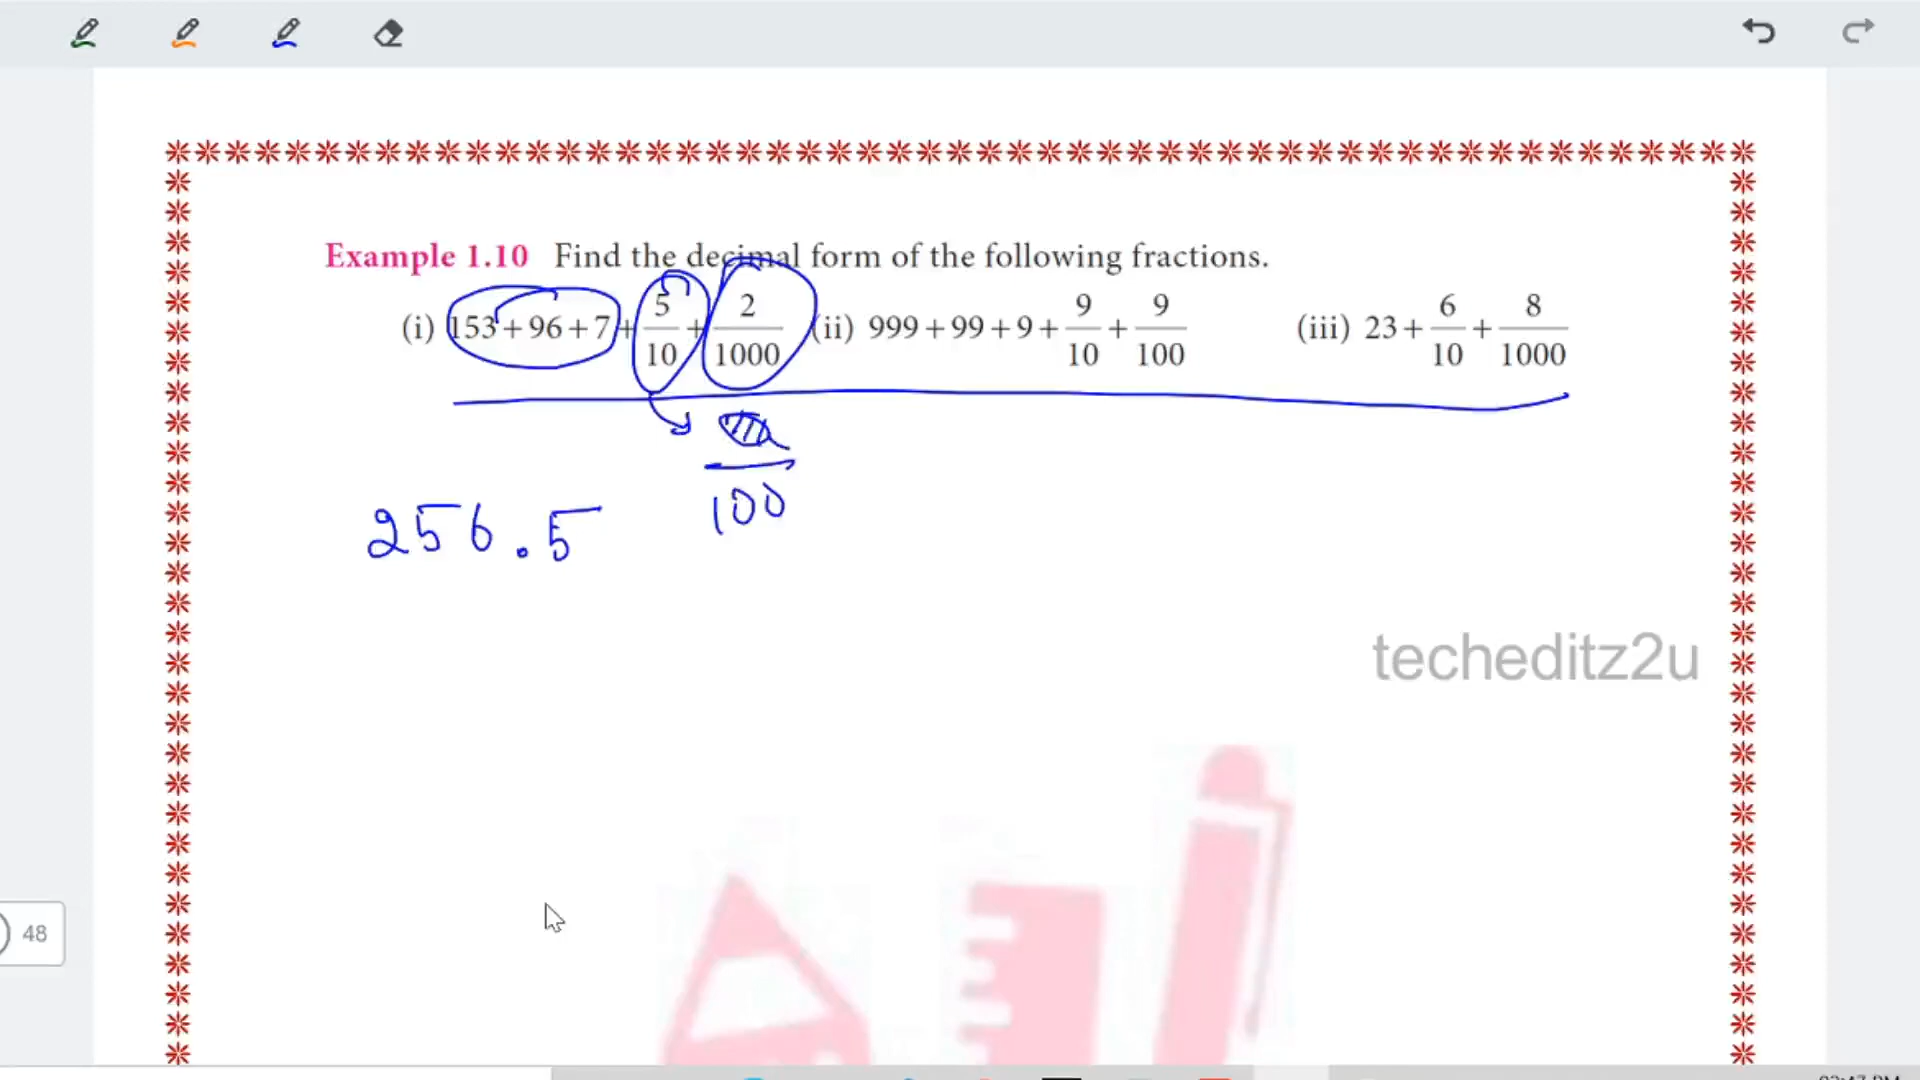 Example 1.10 Find the decimal form of the following fractions.
(i) 153+96+7+5/10+2/1000 (ii) 999+99+9+9/10+9/100 (iii) 23+6/10+8/1000
100
256.5
techeditz2u
48